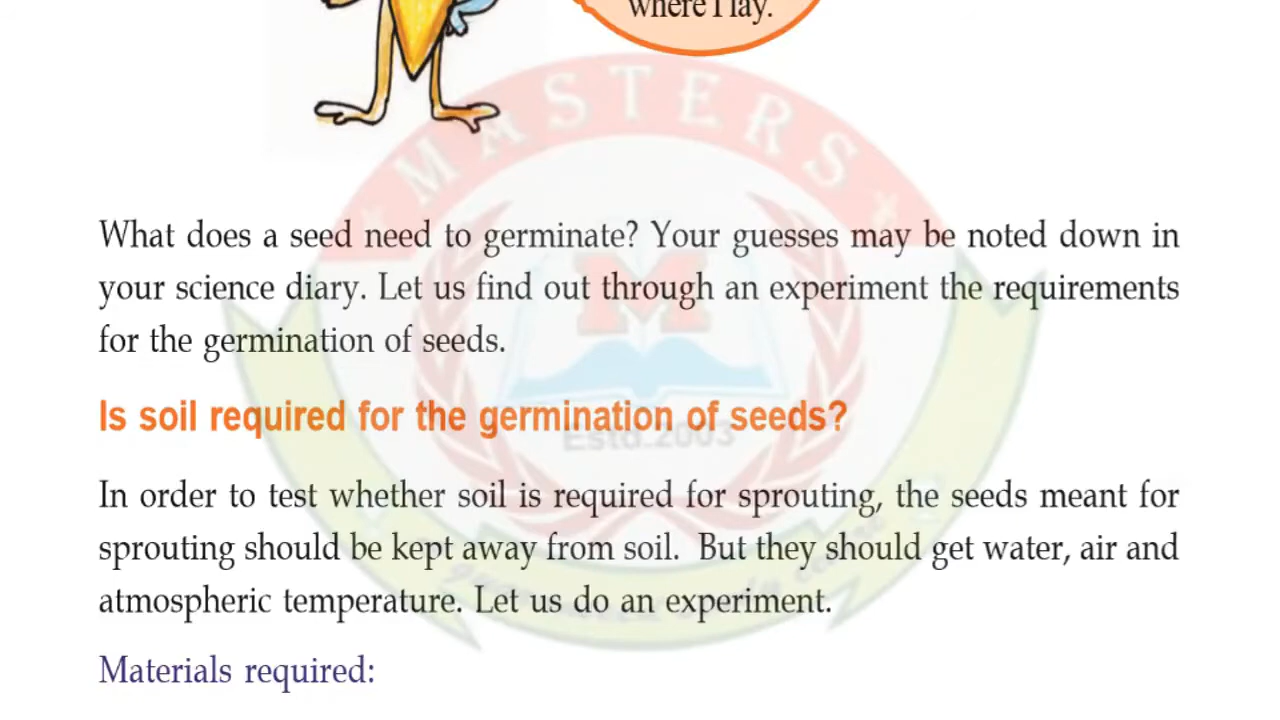 where I lay.
MASTERS
What does a seed need to germinate? Your guesses may be noted down in
your science diary. Let us find out through an experiment the requirements
for the germination of seeds.
M
Is soil required for the germination of seeds?
Estd.2003
In order to test whether soil is required for sprouting, the seeds meant for
sprouting should be kept away from soil. But they should get water, air and
atmospheric temperature. Let us do an experiment.
Materials required: